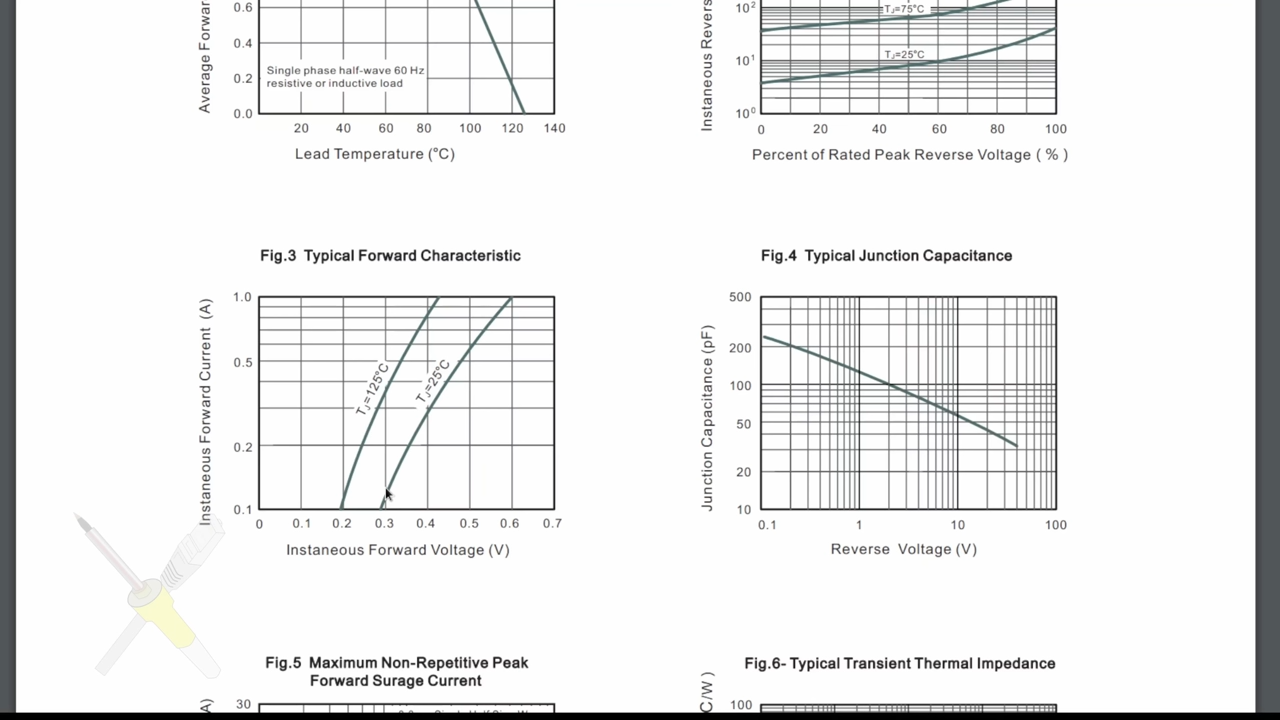 Average Forwar
0.6
0.4
0.2
0.0
Single phase half-wave 60 Hz
resistive or inductive load
20 40 60 80 100 120 140
Lead Temperature (°C)
Instaneous Revers
10²
10¹
10⁰
TJ=75°C
TJ=25°C
0 20 40 60 80 100
Percent of Rated Peak Reverse Voltage ( % )
Fig.3 Typical Forward Characteristic
Instaneous Forward Current (A)
1.0
0.5
0.2
0.1
TJ=125°C
TJ=25°C
0 0.1 0.2 0.3 0.4 0.5 0.6 0.7
Instaneous Forward Voltage (V)
Fig.4 Typical Junction Capacitance
Junction Capacitance (pF)
500
200
100
50
20
10
0.1 1 10 100
Reverse Voltage (V)
Fig.5 Maximum Non-Repetitive Peak
Forward Surage Current
A)
30
Fig.6- Typical Transient Thermal Impedance
C/W )
100